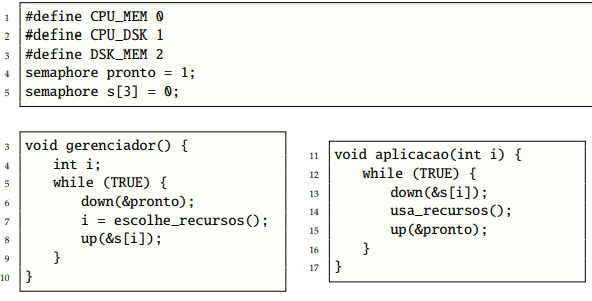 1 #define CPU_MEM 0
2 #define CPU_DSK 1
3 #define DSK_MEM 2
4 semaphore pronto = 1;
5 semaphore s[3] = 0;
3 void gerenciador() {
4 int i;
5 while (TRUE) {
6 down(&pronto);
7 i = escolhe_recursos();
8 up(&s[i]);
9 }
10 }
11 void aplicacao(int i) {
12 while (TRUE) {
13 down(&s[i]);
14 usa_recursos();
15 up(&pronto);
16 }
17 }